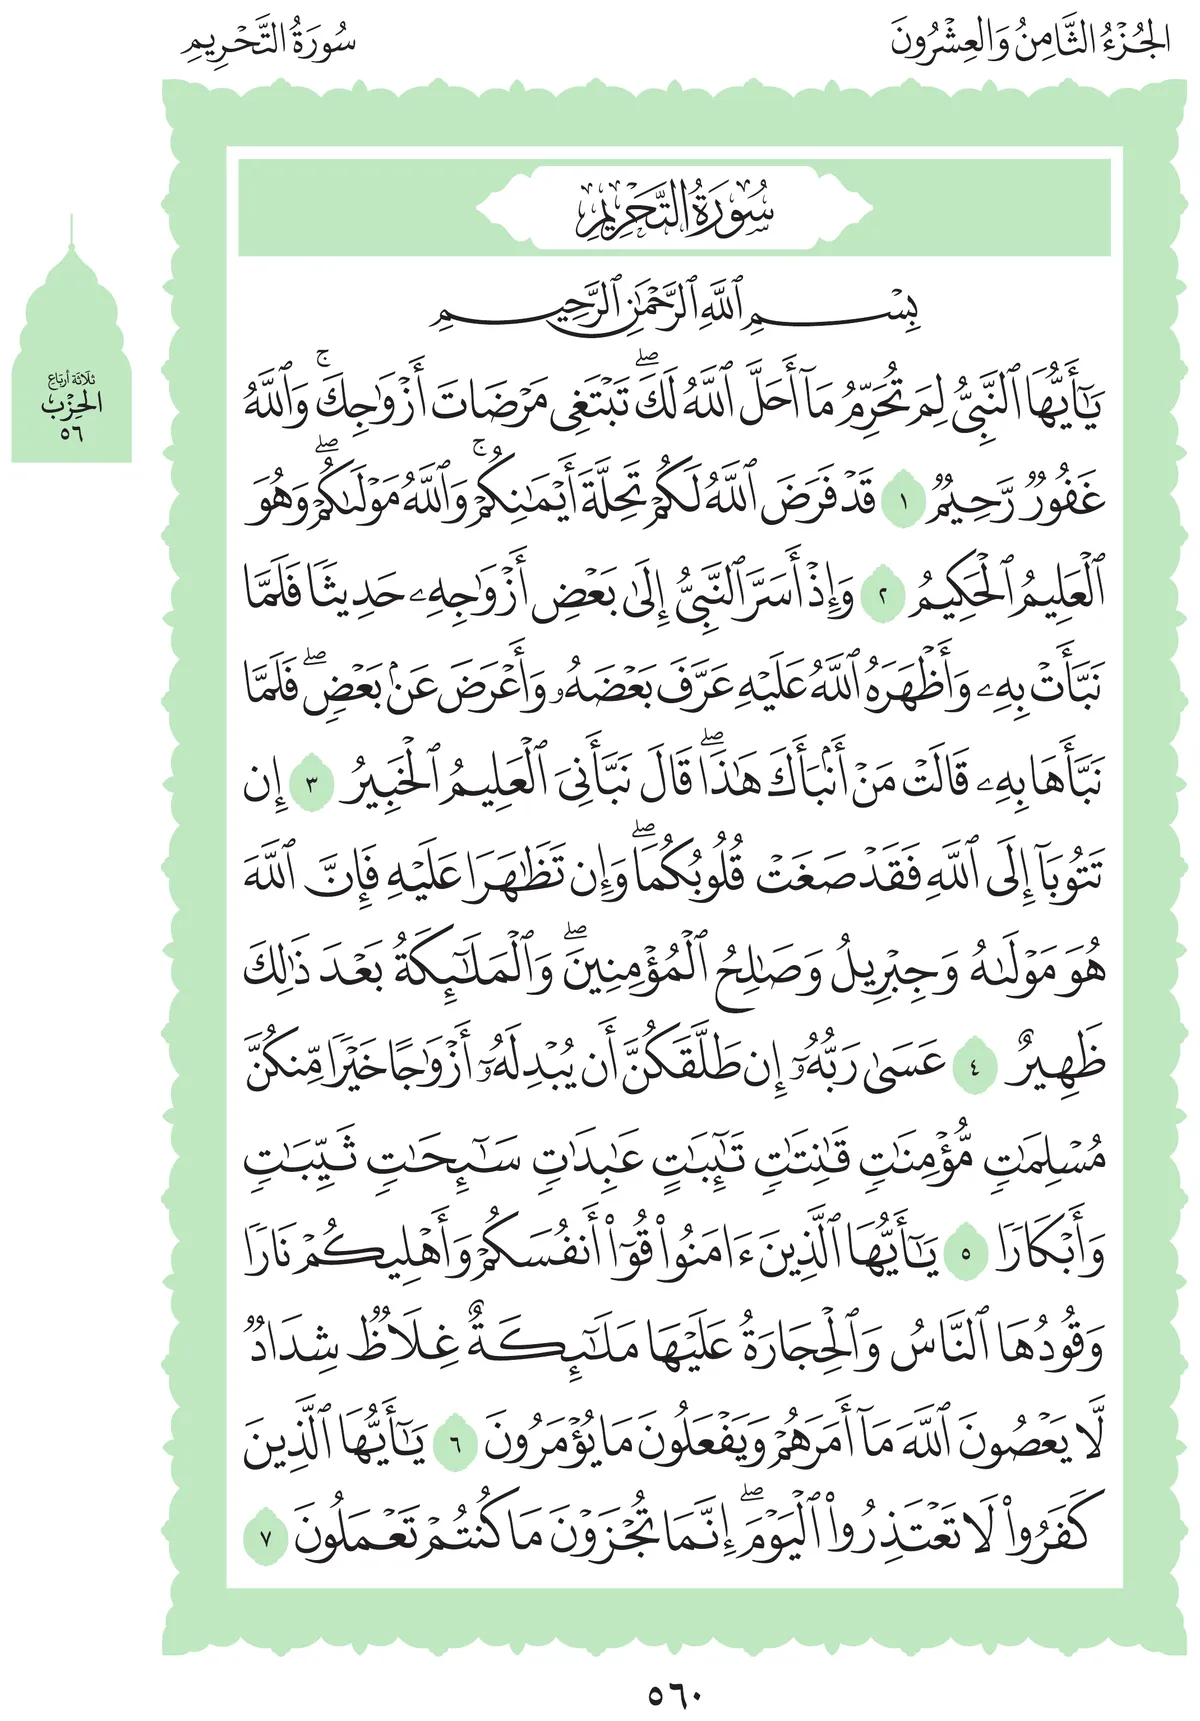 الجُزْءُ الثَّامِنُ وَالعِشْرُونَ
سُورَةُ التَّحْرِيمِ
سُورَةُ التَّحْرِيمِ
بِسْمِ ٱللَّهِ ٱلرَّحْمَٰنِ ٱلرَّحِيمِ
يَٰٓأَيُّهَا ٱلنَّبِيُّ لِمَ تُحَرِّمُ مَآ أَحَلَّ ٱللَّهُ لَكَۖ تَبْتَغِي مَرْضَاتَ أَزْوَٰجِكَۚ وَٱللَّهُ
غَفُورٌ رَّحِيمٌ ١ قَدْ فَرَضَ ٱللَّهُ لَكُمْ تَحِلَّةَ أَيْمَٰنِكُمْۚ وَٱللَّهُ مَوْلَىٰكُمْۖ وَهُوَ
ٱلْعَلِيمُ ٱلْحَكِيمُ ٢ وَإِذْ أَسَرَّ ٱلنَّبِيُّ إِلَىٰ بَعْضِ أَزْوَٰجِهِۦ حَدِيثًا فَلَمَّا
نَبَّأَتْ بِهِۦ وَأَظْهَرَهُ ٱللَّهُ عَلَيْهِ عَرَّفَ بَعْضَهُۥ وَأَعْرَضَ عَنۢ بَعْضٍۖ فَلَمَّا
نَبَّأَهَا بِهِۦ قَالَتْ مَنْ أَنۢبَأَكَ هَٰذَاۖ قَالَ نَبَّأَنِيَ ٱلْعَلِيمُ ٱلْخَبِيرُ ٣ إِن
تَتُوبَآ إِلَى ٱللَّهِ فَقَدْ صَغَتْ قُلُوبُكُمَاۖ وَإِن تَظَٰهَرَا عَلَيْهِ فَإِنَّ ٱللَّهَ
هُوَ مَوْلَىٰهُ وَجِبْرِيلُ وَصَٰلِحُ ٱلْمُؤْمِنِينَۖ وَٱلْمَلَٰٓئِكَةُ بَعْدَ ذَٰلِكَ
ظَهِيرٌ ٤ عَسَىٰ رَبُّهُۥٓ إِن طَلَّقَكُنَّ أَن يُبْدِلَهُۥٓ أَزْوَٰجًا خَيْرًا مِّنكُنَّ
مُسْلِمَٰتٍ مُّؤْمِنَٰتٍ قَٰنِتَٰتٍ تَٰٓئِبَٰتٍ عَٰبِدَٰتٍ سَٰٓئِحَٰتٍ ثَيِّبَٰتٍ
وَأَبْكَارًا ٥ يَٰٓأَيُّهَا ٱلَّذِينَ ءَامَنُوا۟ قُوٓا۟ أَنفُسَكُمْ وَأَهْلِيكُمْ نَارًا
وَقُودُهَا ٱلنَّاسُ وَٱلْحِجَارَةُ عَلَيْهَا مَلَٰٓئِكَةٌ غِلَاظٌ شِدَادٌ
لَّا يَعْصُونَ ٱللَّهَ مَآ أَمَرَهُمْ وَيَفْعَلُونَ مَا يُؤْمَرُونَ ٦ يَٰٓأَيُّهَا ٱلَّذِينَ
كَفَرُوا۟ لَا تَعْتَذِرُوا۟ ٱلْيَوْمَۖ إِنَّمَا تُجْزَوْنَ مَا كُنتُمْ تَعْمَلُونَ ٧
ثلاثة أرباع
الحِزْب
٥٦
٥٦٠